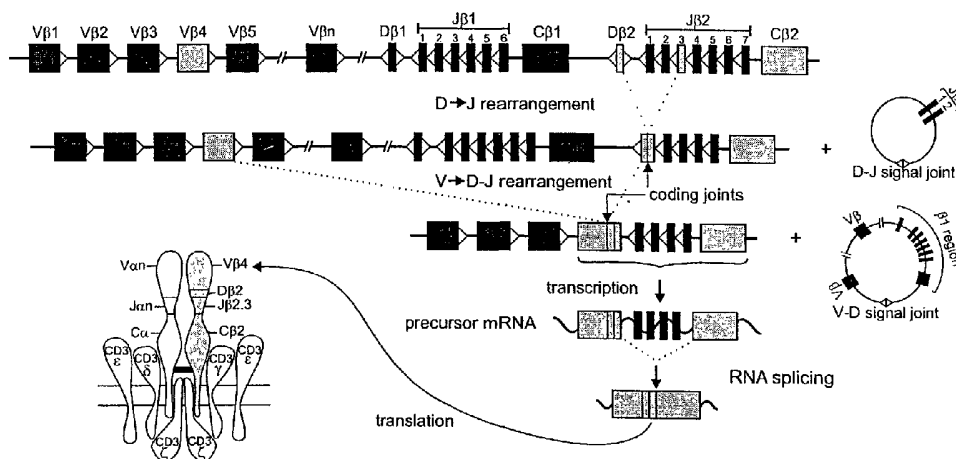 Vβ1 Vβ2 Vβ3 Vβ4 Vβ5 Vβn Dβ1 Jβ1 Cβ1 Dβ2 Jβ2 Cβ2
1 2 3 4 5 6 1 2 3 4 5 6 7
D→J rearrangement
+
D-J signal joint
V→D-J rearrangement
coding joints
+
Vβ
Vβ
β1 region
V-D signal joint
transcription
precursor mRNA
RNA splicing
translation
Vαn Vβ4
Dβ2
Jαn Jβ2.3
Cα Cβ2
CD3 ε CD3 δ CD3 γ CD3 ε
CD3 ζ CD3 ζ